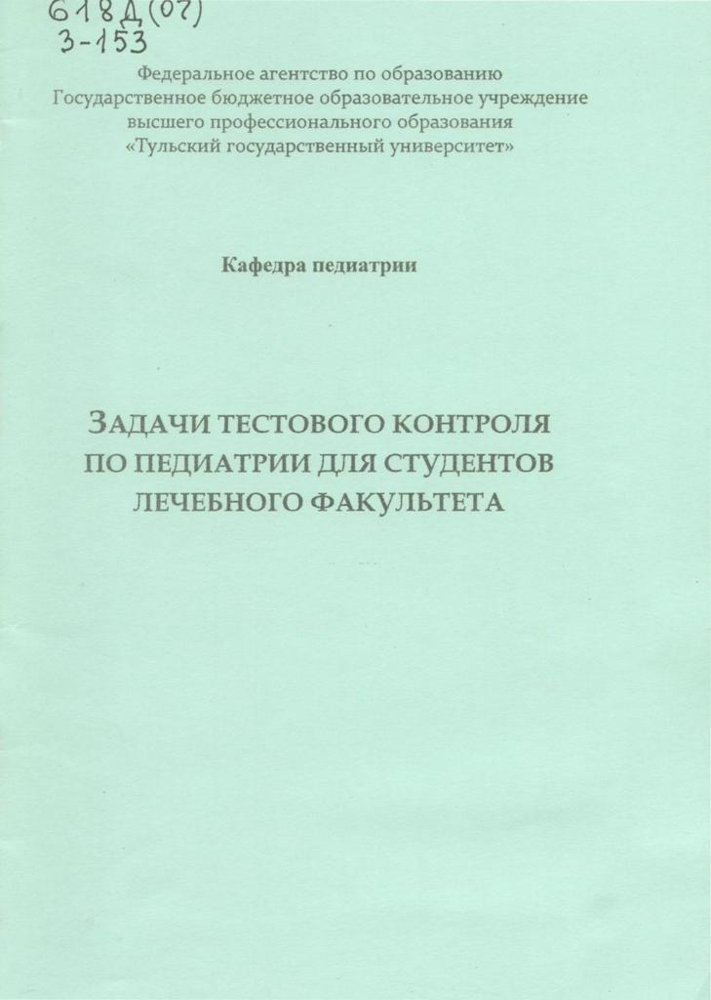 618Д(07)
З-153
Федеральное агентство по образованию
Государственное бюджетное образовательное учреждение
высшего профессионального образования
«Тульский государственный университет»
Кафедра педиатрии
ЗАДАЧИ ТЕСТОВОГО КОНТРОЛЯ
ПО ПЕДИАТРИИ ДЛЯ СТУДЕНТОВ
ЛЕЧЕБНОГО ФАКУЛЬТЕТА